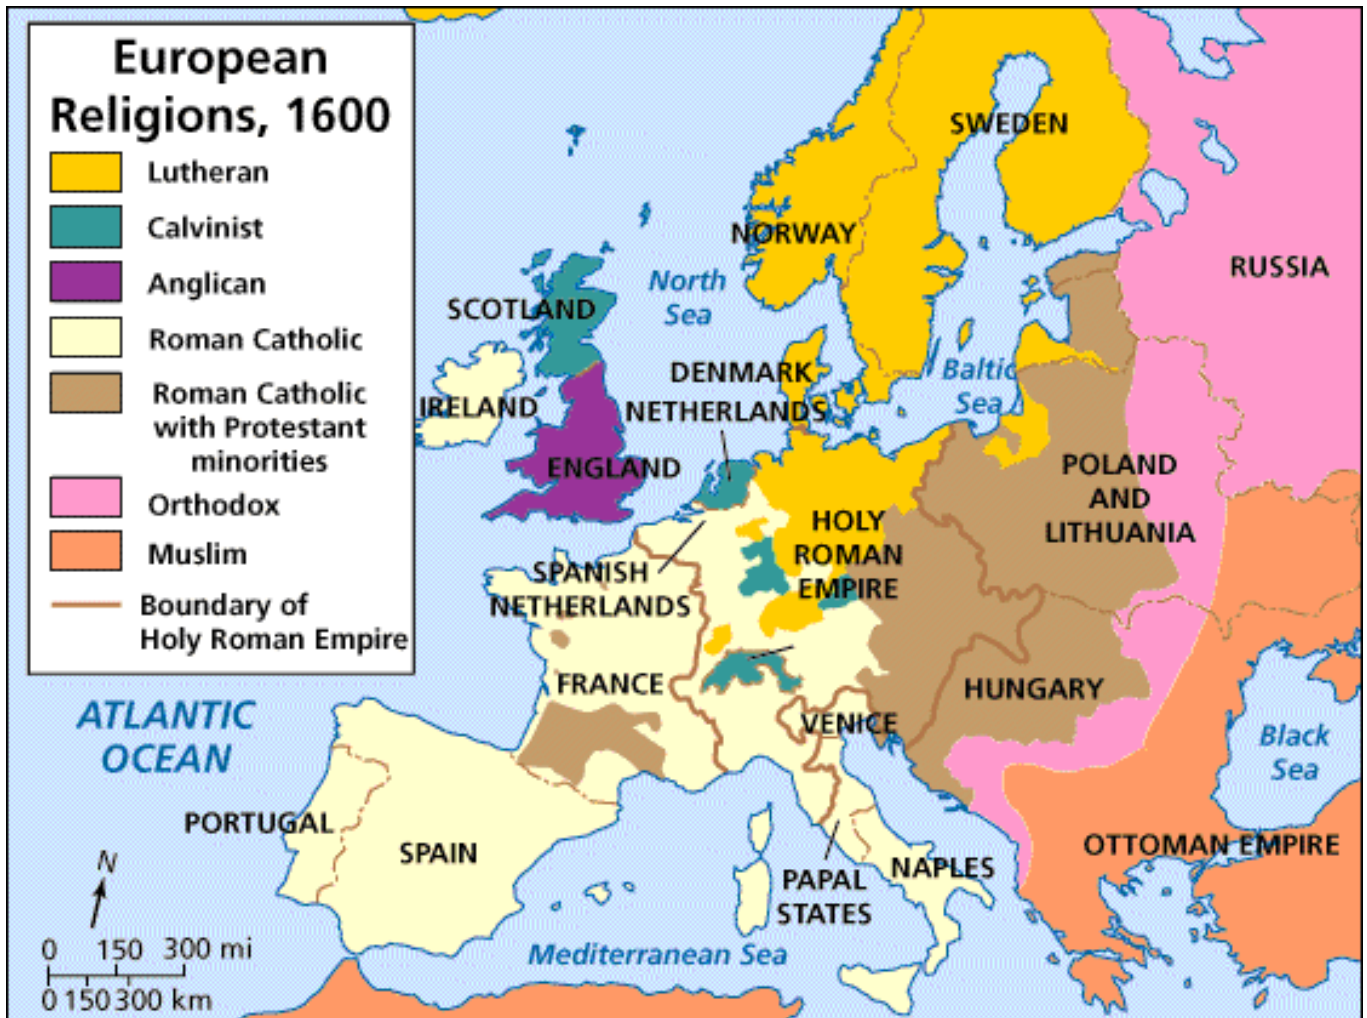 European
Religions, 1600
Lutheran
Calvinist
Anglican
Roman Catholic
Roman Catholic
with Protestant
minorities
Orthodox
Muslim
Boundary of
Holy Roman Empire
SWEDEN
NORWAY
RUSSIA
North
Sea
SCOTLAND
DENMARK
Baltic
Sea
IRELAND
NETHERLANDS
ENGLAND
POLAND
AND
LITHUANIA
HOLY
ROMAN
EMPIRE
SPANISH
NETHERLANDS
FRANCE
HUNGARY
VENICE
ATLANTIC
OCEAN
Black
Sea
PORTUGAL
SPAIN
OTTOMAN EMPIRE
PAPAL
STATES
NAPLES
Mediterranean Sea
N
0 150 300 mi
0 150 300 km